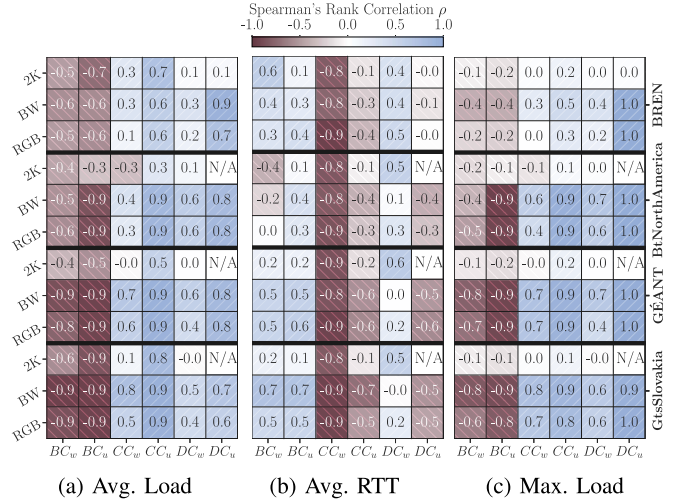 Spearman's Rank Correlation ρ
-1.0 -0.5 0.0 0.5 1.0
2K -0.5 -0.7 0.3 0.7 0.1 0.1 0.6 0.1 -0.8 -0.1 0.4 -0.0 -0.1 -0.2 0.0 0.2 0.0 0.0
BW -0.6 -0.6 0.3 0.6 0.3 0.9 0.4 0.3 -0.8 -0.3 0.2 -0.1 -0.4 -0.4 0.3 0.5 0.4 1.0
RGB -0.5 -0.6 0.1 0.6 0.2 0.7 0.3 0.4 -0.9 -0.4 0.5 -0.0 -0.2 -0.2 0.0 0.3 0.2 1.0
BREN
2K -0.4 -0.3 -0.3 0.3 0.1 N/A -0.4 0.1 -0.8 -0.1 0.5 N/A -0.2 -0.1 -0.1 0.1 0.0 N/A
BW -0.5 -0.9 0.4 0.9 0.6 0.8 -0.2 0.4 -0.8 -0.4 0.1 -0.4 -0.4 -0.9 0.6 0.9 0.7 1.0
RGB -0.6 -0.9 0.3 0.9 0.6 0.8 0.0 0.3 -0.9 -0.3 0.3 -0.3 -0.5 -0.9 0.4 0.9 0.6 1.0
BtNorthAmerica
2K -0.4 -0.5 -0.0 0.5 0.0 N/A 0.2 0.2 -0.9 -0.2 0.6 N/A -0.1 -0.2 -0.0 0.2 0.0 N/A
BW -0.9 -0.9 0.7 0.9 0.6 0.8 0.5 0.5 -0.8 -0.6 0.0 -0.5 -0.8 -0.9 0.7 0.9 0.7 1.0
RGB -0.8 -0.9 0.6 0.9 0.4 0.8 0.5 0.6 -0.9 -0.6 0.2 -0.6 -0.7 -0.9 0.7 0.9 0.4 1.0
GÉANT
2K -0.6 -0.9 0.1 0.8 -0.0 N/A 0.2 0.1 -0.9 -0.1 0.5 N/A -0.1 -0.1 0.0 0.1 -0.0 N/A
BW -0.9 -0.9 0.8 0.9 0.5 0.7 0.7 0.7 -0.9 -0.7 -0.0 -0.5 -0.8 -0.9 0.8 0.9 0.6 0.9
RGB -0.9 -0.9 0.5 0.9 0.4 0.6 0.4 0.5 -0.9 -0.5 0.2 -0.5 -0.6 -0.8 0.7 0.8 0.6 1.0
GtsSlovakia
BC_w BC_u CC_w CC_u DC_w DC_u BC_w BC_u CC_w CC_u DC_w DC_u BC_w BC_u CC_w CC_u DC_w DC_u
(a) Avg. Load (b) Avg. RTT (c) Max. Load